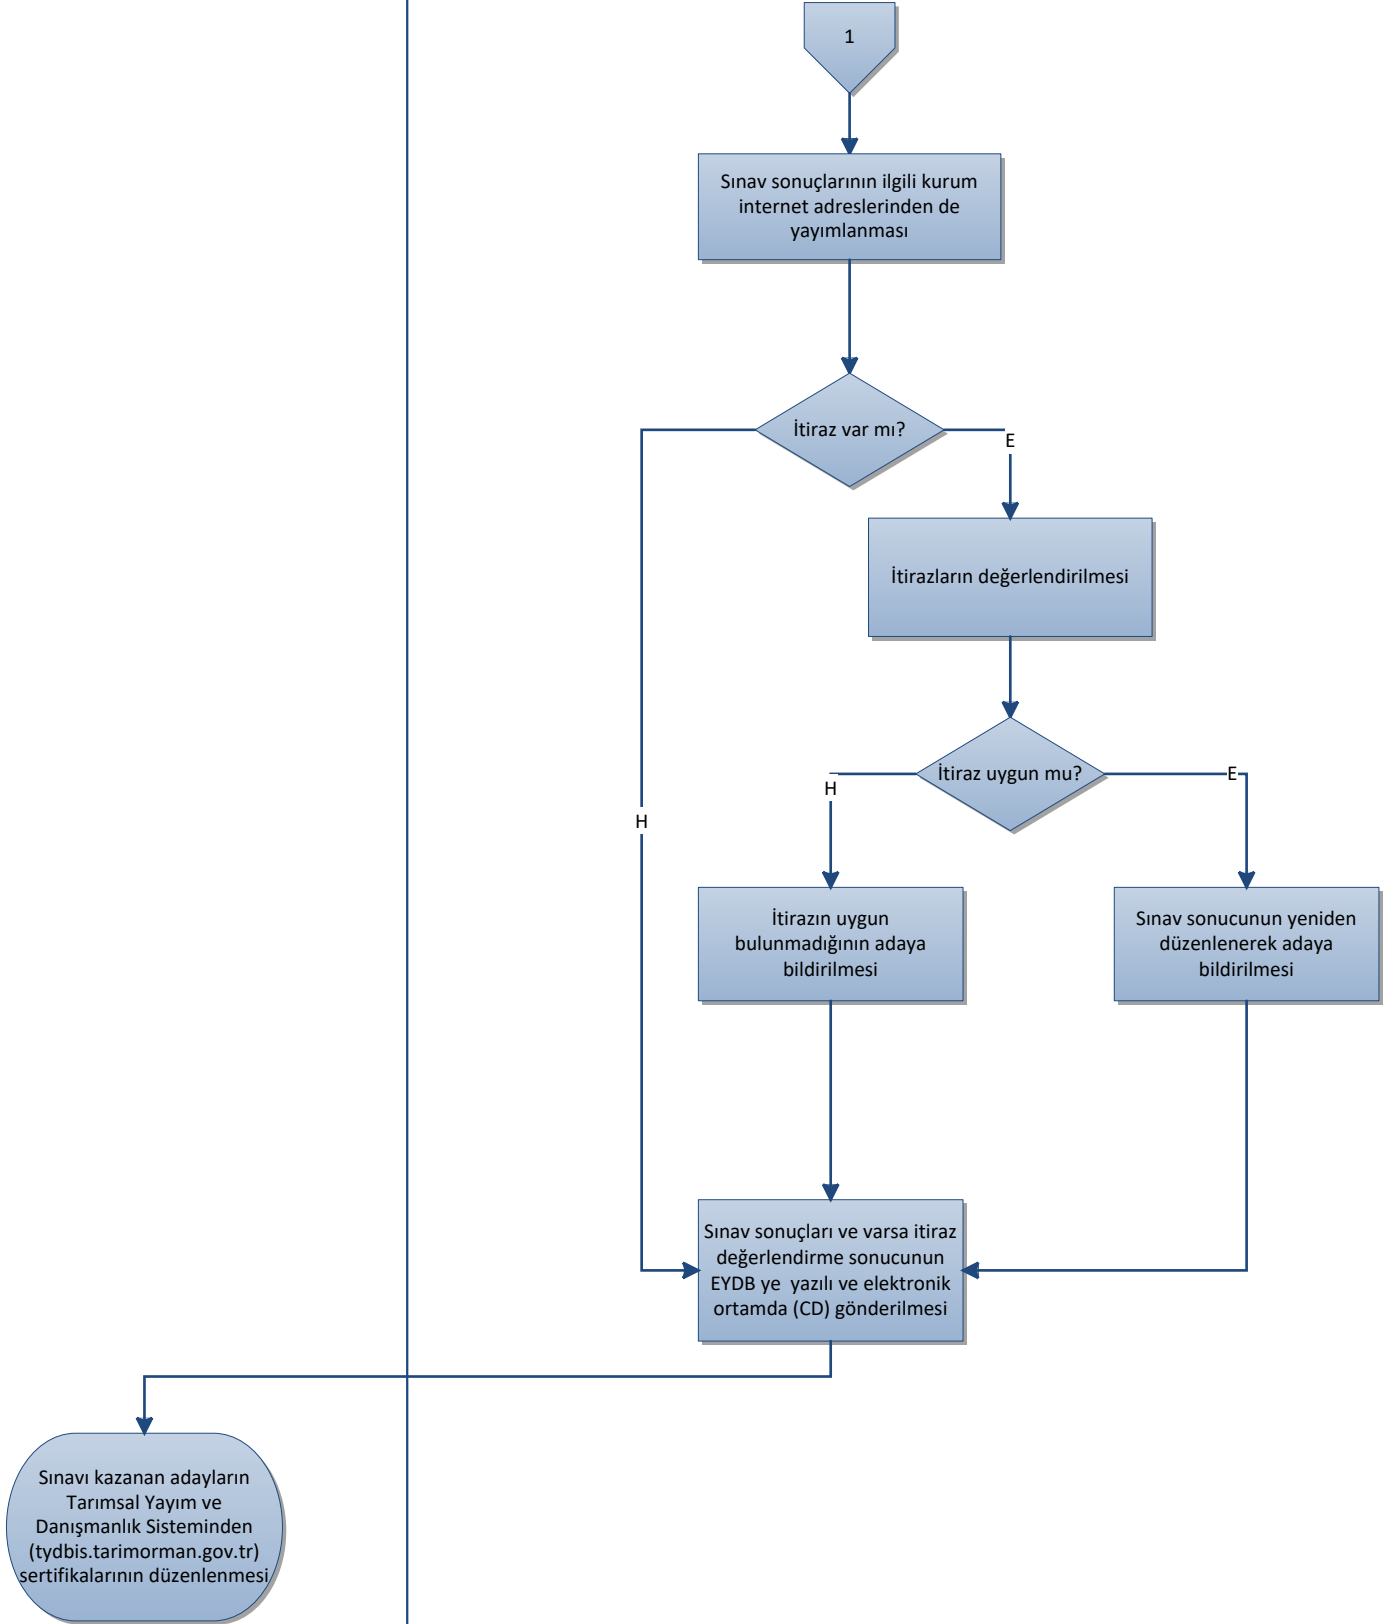 1
Sınav sonuçlarının ilgili kurum
internet adreslerinden de
yayımlanması
İtiraz var mı?
E
İtirazların değerlendirilmesi
İtiraz uygun mu?
H
E
H
İtirazın uygun
bulunmadığının adaya
bildirilmesi
Sınav sonucunun yeniden
düzenlenerek adaya
bildirilmesi
Sınav sonuçları ve varsa itiraz
değerlendirme sonucunun
EYDB ye  yazılı ve elektronik
ortamda (CD) gönderilmesi
Sınavı kazanan adayların
Tarımsal Yayım ve
Danışmanlık Sisteminden
(tydbis.tarimorman.gov.tr)
sertifikalarının düzenlenmesi